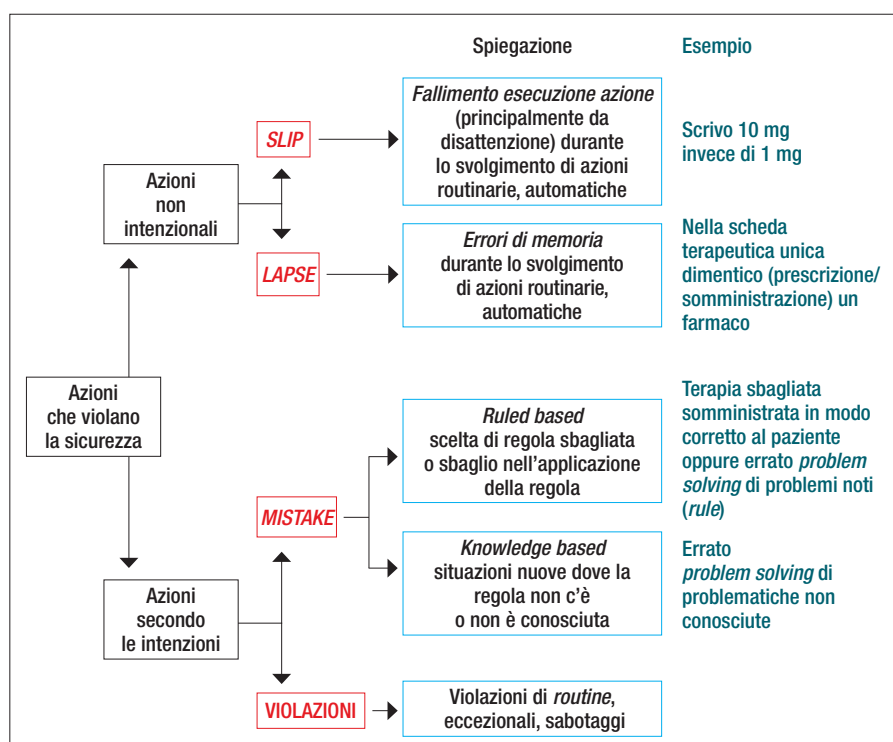 Spiegazione
Esempio
Fallimento esecuzione azione
(principalmente da
disattenzione) durante
lo svolgimento di azioni
routinarie, automatiche
SLIP
Scrivo 10 mg
invece di 1 mg
Azioni
non
intenzionali
LAPSE
Errori di memoria
durante lo svolgimento
di azioni routinarie,
automatiche
Nella scheda
terapeutica unica
dimentico (prescrizione/
somministrazione) un
farmaco
Azioni
che violano
la sicurezza
MISTAKE
Ruled based
scelta di regola sbagliata
o sbaglio nell'applicazione
della regola
Terapia sbagliata
somministrata in modo
corretto al paziente
oppure errato problem
solving di problemi noti
(rule)
Knowledge based
situazioni nuove dove la
regola non c'è
o non è conosciuta
Errato
problem solving di
problematiche non
conosciute
Azioni
secondo
le intenzioni
VIOLAZIONI
Violazioni di routine,
eccezionali, sabotaggi